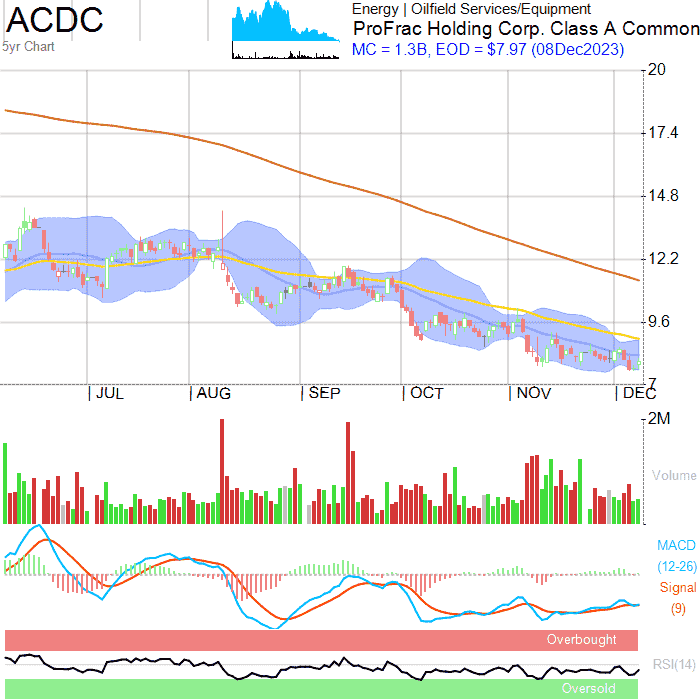 ACDC
5yr Chart
Energy | Oilfield Services/Equipment
ProFrac Holding Corp. Class A Common
MC = 1.3B, EOD = $7.97 (08Dec2023)
20
17.4
14.8
12.2
9.6
7
JUL AUG SEP OCT NOV DEC
2M
Volume
MACD
(12-26)
Signal
(9)
Overbought
RSI(14)
Oversold